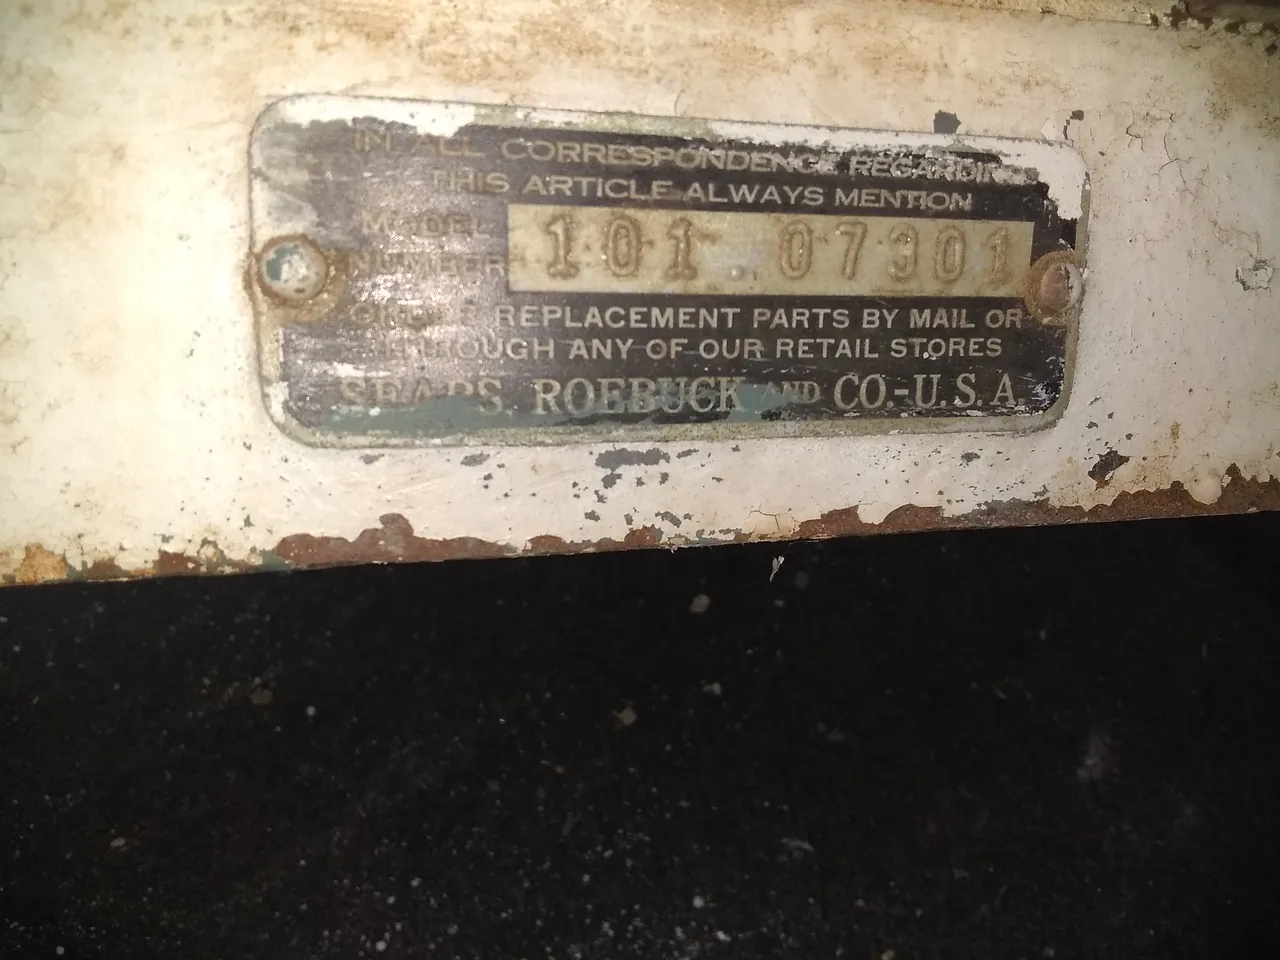 IN ALL CORRESPONDENCE REGARDING
THIS ARTICLE ALWAYS MENTION
MODEL
NUMBER 101.07301
ORDER REPLACEMENT PARTS BY MAIL OR
THROUGH ANY OF OUR RETAIL STORES
SEARS, ROEBUCK AND CO.-U.S.A.